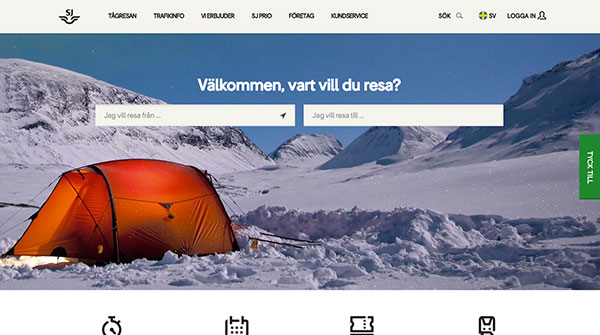 SJ
TÅGRESAN TRAFIKINFO VI ERBJUDER SJ PRIO FÖRETAG KUNDSERVICE SÖK SV LOGGA IN
Välkommen, vart vill du resa?
Jag vill resa från ... Jag vill resa till ...
TYCK TILL